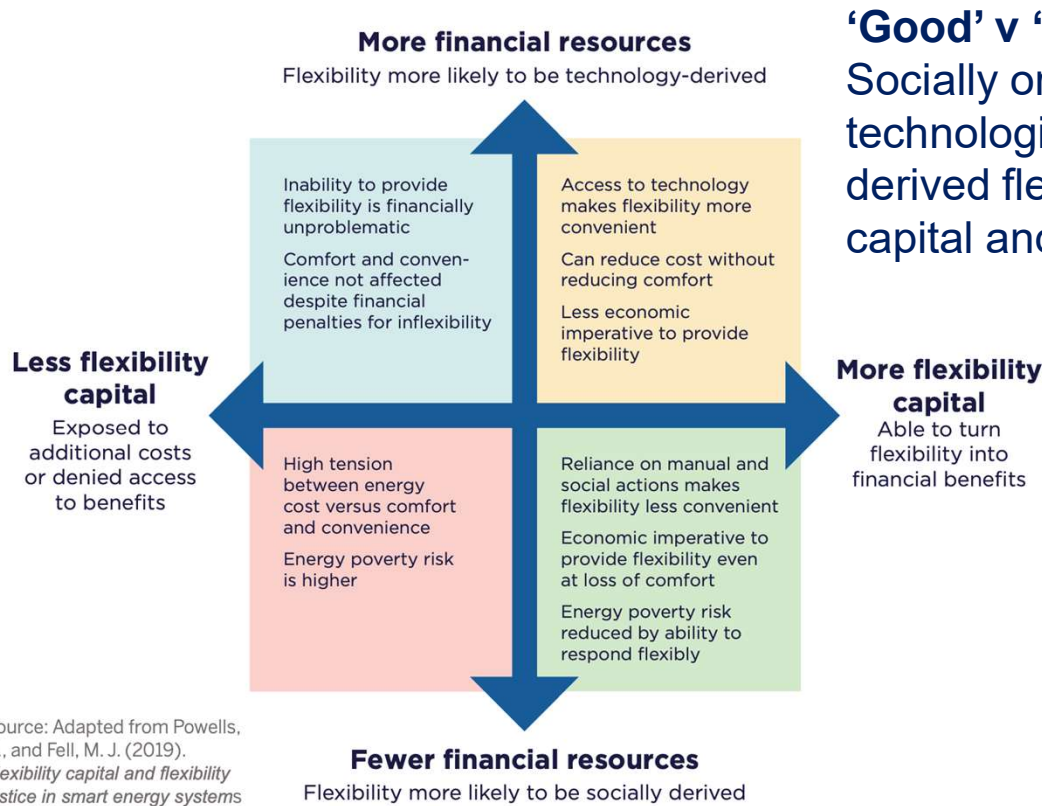 More financial resources
Flexibility more likely to be technology-derived
‘Good’ v ‘
Socially or
derived
capital
Inability to provide
flexibility is financially
unproblematic
Comfort and conven-
ience not affected
despite financial
penalties for inflexibility
Access to technology
makes flexibility more
convenient
Can reduce cost without
reducing comfort
Less economic
imperative to provide
flexibility
Less flexibility
capital
Exposed to
additional costs
or denied access
to benefits
More flexibility
capital
Able to turn
flexibility into
financial benefits
High tension
between energy
cost versus comfort
and convenience
Energy poverty risk
is higher
Reliance on manual and
social actions makes
flexibility less convenient
Economic imperative to
provide flexibility even
at loss of comfort
Energy poverty risk
reduced by ability to
respond flexibly
Adapted from Powells,
and Fell, M. J. (2019).
capital and flexibility
in smart energy systems
Fewer financial resources
Flexibility more likely to be socially derived